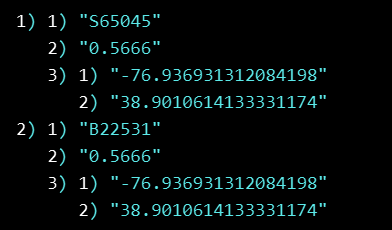 1) 1) "S65045"
2) "0.5666"
3) 1) "-76.936931312084198"
2) "38.9010614133331174"
2) 1) "B22531"
2) "0.5666"
3) 1) "-76.936931312084198"
2) "38.9010614133331174"